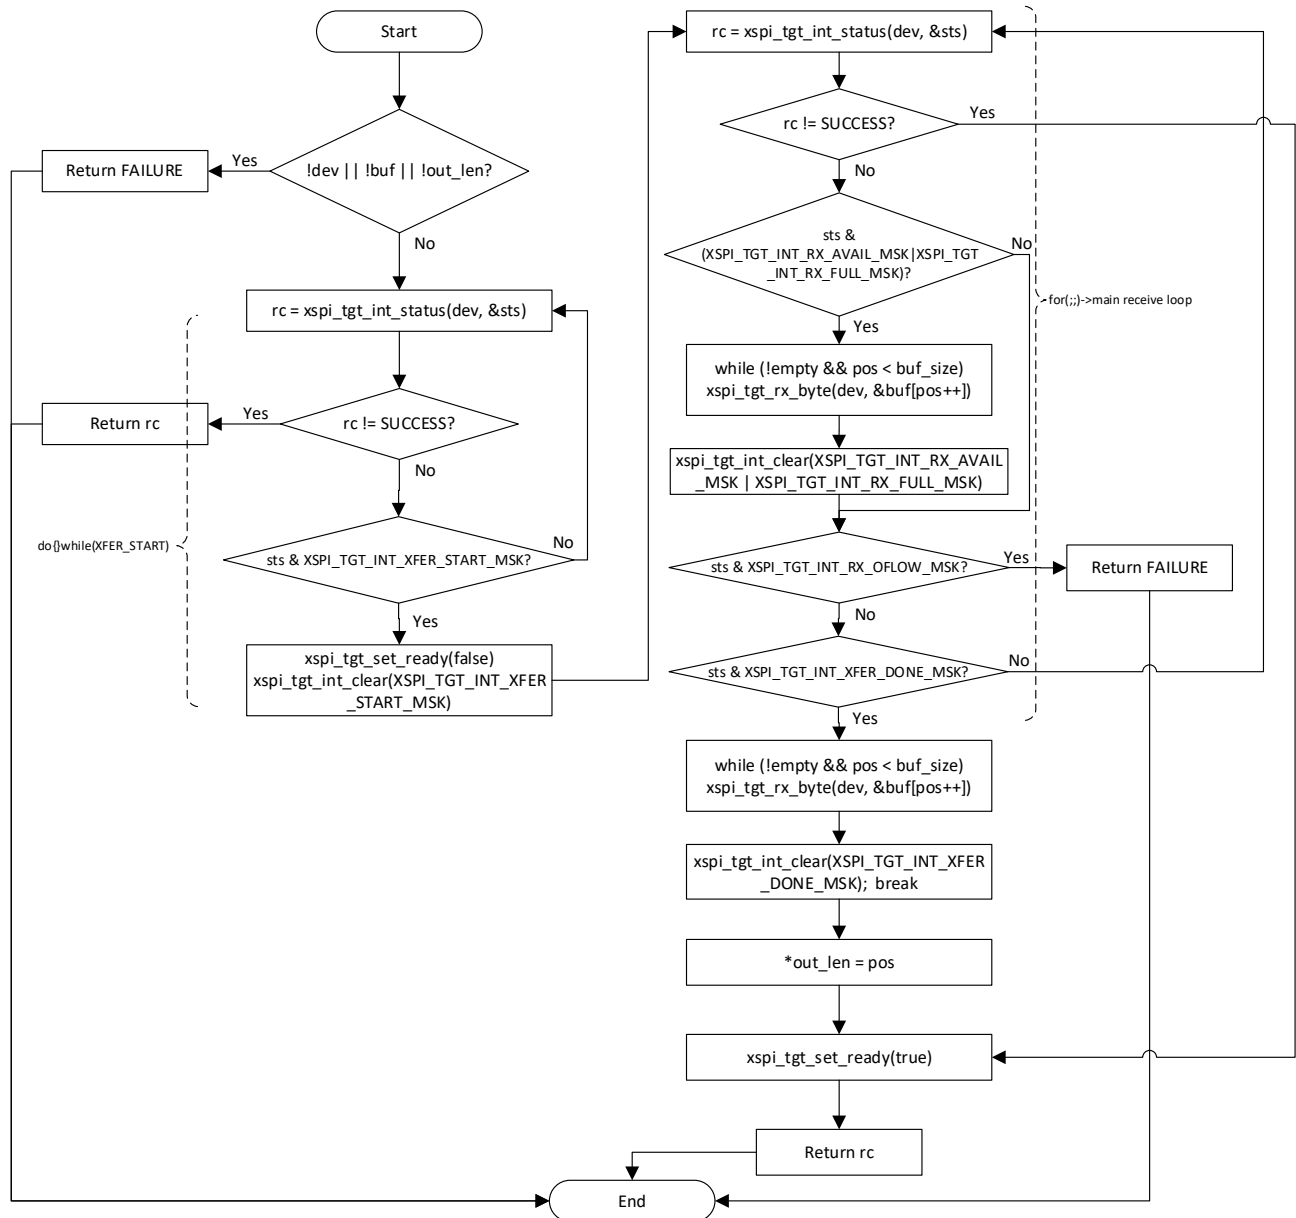 Start
!dev || !buf || !out_len?
Yes
Return FAILURE
No
rc = xspi_tgt_int_status(dev, &sts)
rc != SUCCESS?
Yes
Return rc
No
sts & XSPI_TGT_INT_XFER_START_MSK?
No
do{}while(XFER_START)
Yes
xspi_tgt_set_ready(false)
xspi_tgt_int_clear(XSPI_TGT_INT_XFER
_START_MSK)
rc = xspi_tgt_int_status(dev, &sts)
rc != SUCCESS?
Yes
No
sts &
(XSPI_TGT_INT_RX_AVAIL_MSK|XSPI_TGT
_INT_RX_FULL_MSK)?
No
for(;;)->main receive loop
Yes
while (!empty && pos < buf_size)
xspi_tgt_rx_byte(dev, &buf[pos++])
xspi_tgt_int_clear(XSPI_TGT_INT_RX_AVAIL
_MSK | XSPI_TGT_INT_RX_FULL_MSK)
sts & XSPI_TGT_INT_RX_OFLOW_MSK?
Yes
Return FAILURE
No
sts & XSPI_TGT_INT_XFER_DONE_MSK?
No
Yes
while (!empty && pos < buf_size)
xspi_tgt_rx_byte(dev, &buf[pos++])
xspi_tgt_int_clear(XSPI_TGT_INT_XFER
_DONE_MSK);  break
*out_len = pos
xspi_tgt_set_ready(true)
Return rc
End